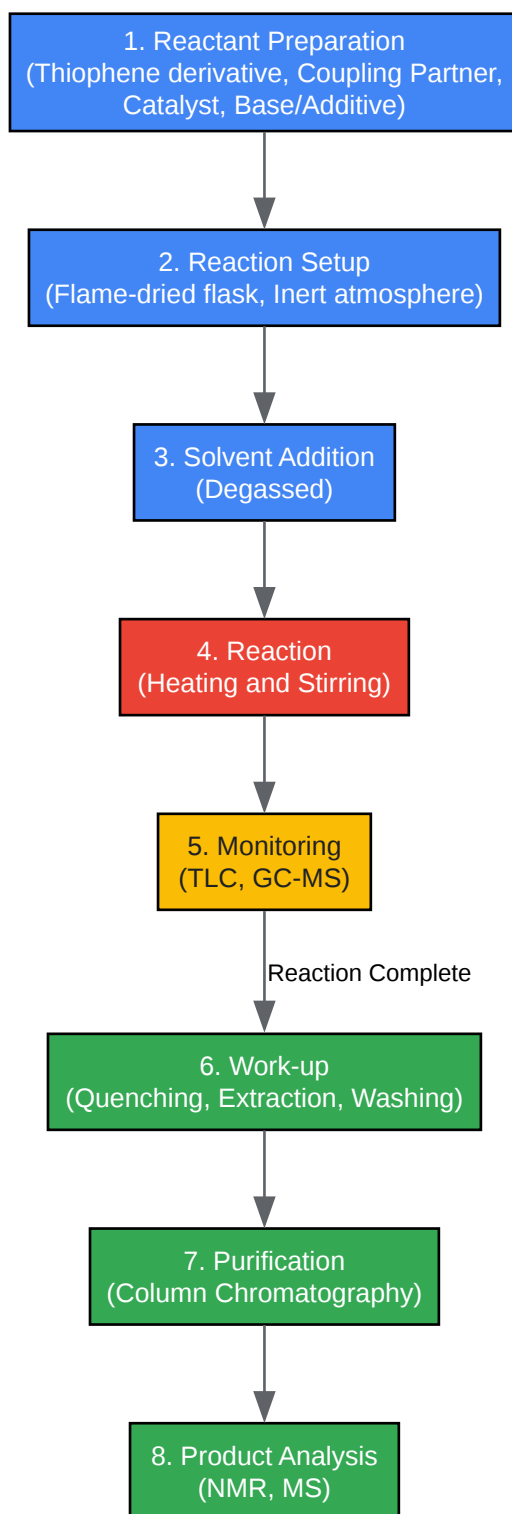 1. Reactant Preparation
(Thiophene derivative, Coupling Partner,
Catalyst, Base/Additive)
2. Reaction Setup
(Flame-dried flask, Inert atmosphere)
3. Solvent Addition
(Degassed)
4. Reaction
(Heating and Stirring)
5. Monitoring
(TLC, GC-MS)
Reaction Complete
6. Work-up
(Quenching, Extraction, Washing)
7. Purification
(Column Chromatography)
8. Product Analysis
(NMR, MS)